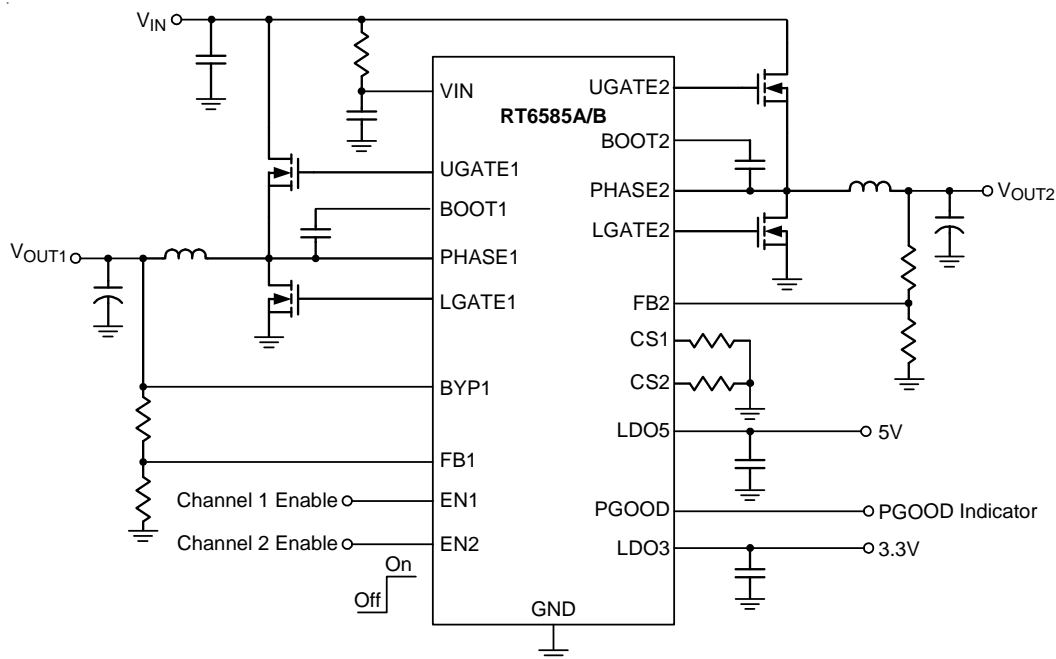 VIN
VIN
RT6585A/B
UGATE2
BOOT2
UGATE1
BOOT1
PHASE2
VOUT2
LGATE2
VOUT1
PHASE1
LGATE1
FB2
CS1
CS2
BYP1
LDO5
5V
FB1
Channel 1 Enable
EN1
PGOOD
PGOOD Indicator
Channel 2 Enable
EN2
LDO3
3.3V
On
Off
GND